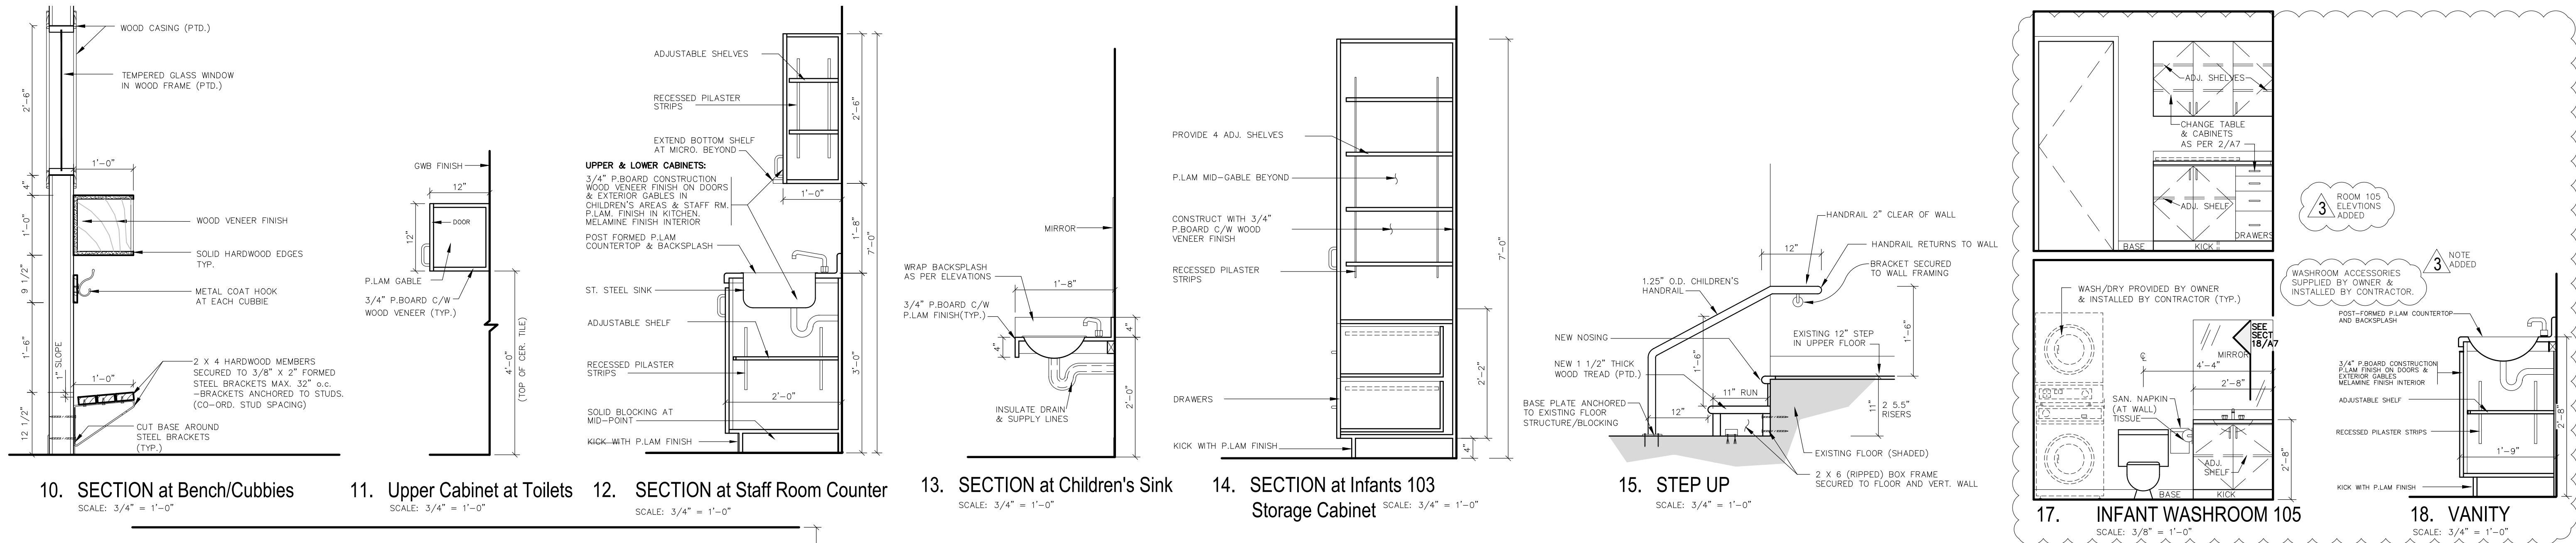 WOOD CASING (PTD.)
TEMPERED GLASS WINDOW
IN WOOD FRAME (PTD.)
2'-6"
1'-0"
4"
1'-0"
WOOD VENEER FINISH
SOLID HARDWOOD EDGES
TYP.
9 1/2"
METAL COAT HOOK
AT EACH CUBBIE
1'-6"
1" SLOPE
1'-0"
2 X 4 HARDWOOD MEMBERS
SECURED TO 3/8" X 2" FORMED
STEEL BRACKETS MAX. 32" o.c.
-BRACKETS ANCHORED TO STUDS.
(CO-ORD. STUD SPACING)
12 1/2"
CUT BASE AROUND
STEEL BRACKETS
(TYP.)
10. SECTION at Bench/Cubbies
SCALE: 3/4" = 1'-0"
GWB FINISH
12"
12"
DOOR
P.LAM GABLE
3/4" P.BOARD C/W
WOOD VENEER (TYP.)
4'-0"
(TOP OF CER. TILE)
11. Upper Cabinet at Toilets
SCALE: 3/4" = 1'-0"
ADJUSTABLE SHELVES
RECESSED PILASTER
STRIPS
EXTEND BOTTOM SHELF
AT MICRO. BEYOND
UPPER & LOWER CABINETS:
3/4" P.BOARD CONSTRUCTION
WOOD VENEER FINISH ON DOORS
& EXTERIOR GABLES IN
CHILDREN'S AREAS & STAFF RM.
P.LAM. FINISH IN KITCHEN.
MELAMINE FINISH INTERIOR
POST FORMED P.LAM
COUNTERTOP & BACKSPLASH
ST. STEEL SINK
ADJUSTABLE SHELF
RECESSED PILASTER
STRIPS
SOLID BLOCKING AT
MID-POINT
KICK WITH P.LAM FINISH
2'-6"
1'-0"
1'-8"
7'-0"
3'-0"
2'-0"
12. SECTION at Staff Room Counter
SCALE: 3/4" = 1'-0"
MIRROR
WRAP BACKSPLASH
AS PER ELEVATIONS
1'-8"
3/4" P.BOARD C/W
P.LAM FINISH(TYP.)
4"
4"
INSULATE DRAIN
& SUPPLY LINES
2'-0"
13. SECTION at Children's Sink
SCALE: 3/4" = 1'-0"
PROVIDE 4 ADJ. SHELVES
P.LAM MID-GABLE BEYOND
CONSTRUCT WITH 3/4"
P.BOARD C/W WOOD
VENEER FINISH
RECESSED PILASTER
STRIPS
DRAWERS
KICK WITH P.LAM FINISH
7'-0"
2'-2"
4"
14. SECTION at Infants 103
Storage Cabinet SCALE: 3/4" = 1'-0"
HANDRAIL 2" CLEAR OF WALL
12"
HANDRAIL RETURNS TO WALL
BRACKET SECURED
TO WALL FRAMING
1.25" O.D. CHILDREN'S
HANDRAIL
NEW NOSING
EXISTING 12" STEP
IN UPPER FLOOR
1'-6"
1'-6"
NEW 1 1/2" THICK
WOOD TREAD (PTD.)
11" RUN
BASE PLATE ANCHORED
TO EXISTING FLOOR
STRUCTURE/BLOCKING
12"
11"
2 5.5"
RISERS
EXISTING FLOOR (SHADED)
2 X 6 (RIPPED) BOX FRAME
SECURED TO FLOOR AND VERT. WALL
15. STEP UP
SCALE: 3/4" = 1'-0"
ADJ. SHELVES
CHANGE TABLE
& CABINETS
AS PER 2/A7
ADJ. SHELF
DRAWERS
BASE
KICK
3
ROOM 105
ELEVTIONS
ADDED
3
NOTE
ADDED
WASHROOM ACCESSORIES
SUPPLIED BY OWNER &
INSTALLED BY CONTRACTOR.
WASH/DRY PROVIDED BY OWNER
& INSTALLED BY CONTRACTOR (TYP.)
SEE
SECT
18/A7
MIRROR
4'-4"
2'-8"
SAN. NAPKIN
(AT WALL)
TISSUE
ADJ.
SHELF
2'-8"
BASE
KICK
17. INFANT WASHROOM 105
SCALE: 3/8" = 1'-0"
POST-FORMED P.LAM COUNTERTOP
AND BACKSPLASH
3/4" P.BOARD CONSTRUCTION
P.LAM FINISH ON DOORS &
EXTERIOR GABLES
MELAMINE FINISH INTERIOR
ADJUSTABLE SHELF
RECESSED PILASTER STRIPS
1'-9"
2'-8"
KICK WITH P.LAM FINISH
18. VANITY
SCALE: 3/4" = 1'-0"